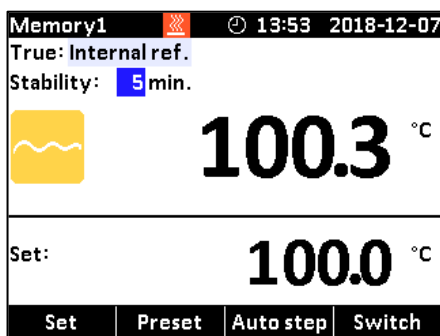 Memory1 13:53 2018-12-07
True: Internal ref.
Stability: 5 min.
100.3 °C
Set: 100.0 °C
Set Preset Auto step Switch